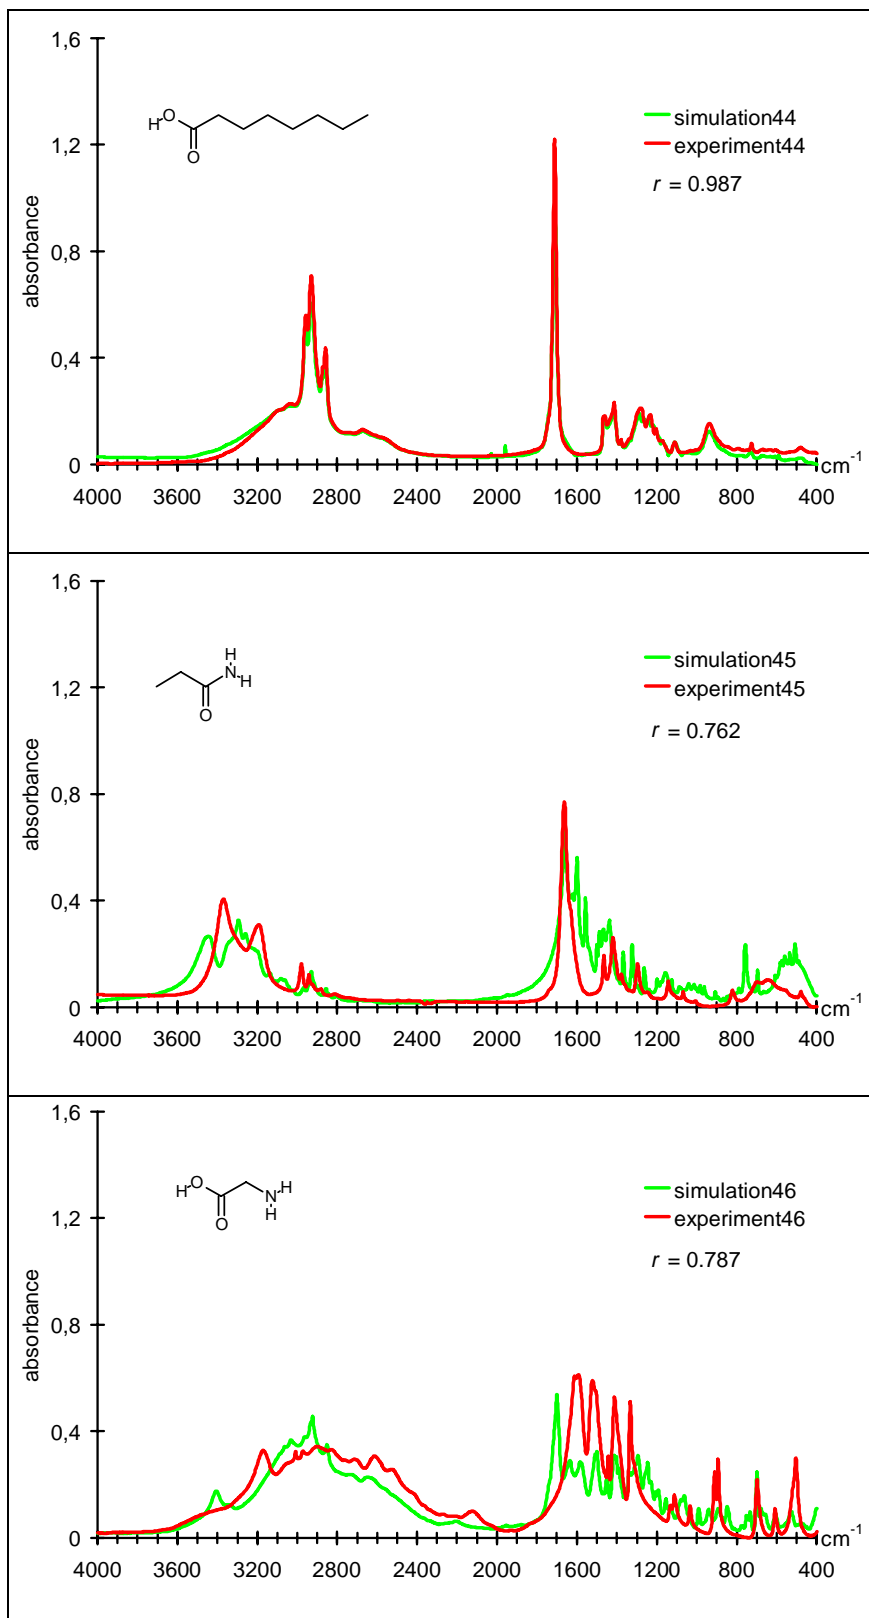 1,6
H O
O
simulation44
experiment44
r = 0.987
1,2
absorbance
0,8
0,4
0
cm-1
4000 3600 3200 2800 2400 2000 1600 1200 800 400
1,6
H
N H
O
simulation45
experiment45
r = 0.762
1,2
absorbance
0,8
0,4
0
cm-1
4000 3600 3200 2800 2400 2000 1600 1200 800 400
1,6
H O
N H
O H
simulation46
experiment46
r = 0.787
1,2
absorbance
0,8
0,4
0
cm-1
4000 3600 3200 2800 2400 2000 1600 1200 800 400